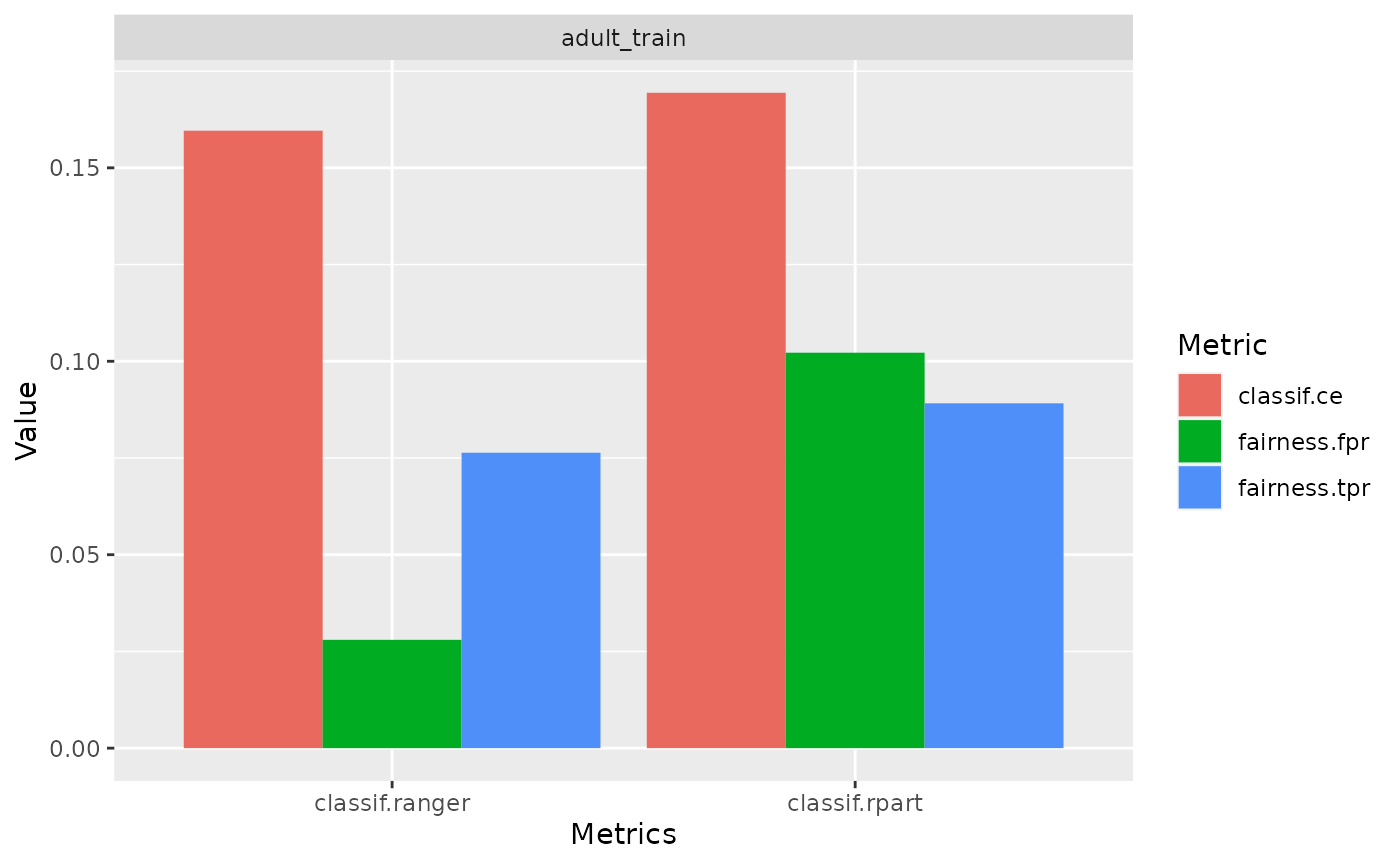 adult_train
0.15
0.10
0.05
0.00
Value
classif.ranger
classif.rpart
Metrics
Metric
classif.ce
fairness.fpr
fairness.tpr